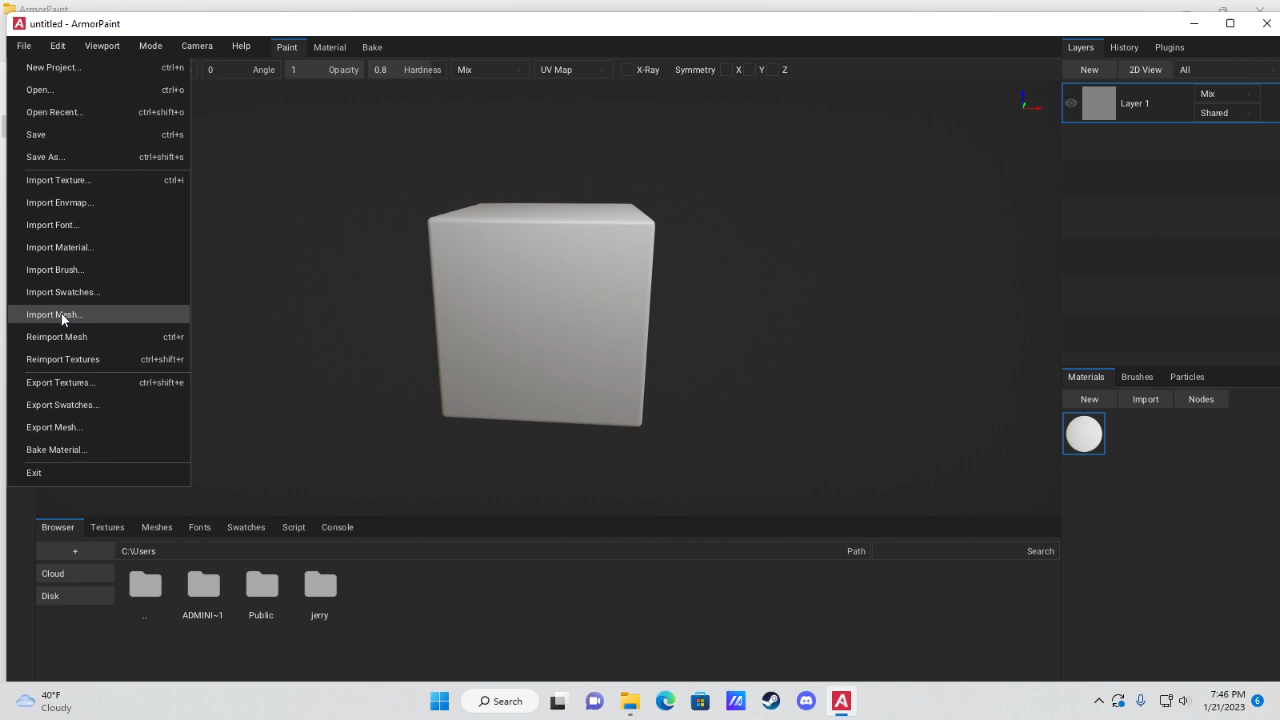 ArmorPaint
untitled - ArmorPaint
File Edit Viewport Mode Camera Help Paint Material Bake
Layers History Plugins
0 Angle 1 Opacity 0.8 Hardness Mix UV Map X-Ray Symmetry X Y Z
New 2D View All
Layer 1 Mix
Shared
New Project... ctrl+n
Open... ctrl+o
Open Recent... ctrl+shift+o
Save ctrl+s
Save As... ctrl+shift+s
Import Texture... ctrl+i
Import Envmap...
Import Font...
Import Material...
Import Brush...
Import Swatches...
Import Mesh...
Reimport Mesh ctrl+r
Reimport Textures ctrl+shift+r
Export Textures... ctrl+shift+e
Export Swatches...
Export Mesh...
Bake Material...
Exit
Materials Brushes Particles
New Import Nodes
Browser Textures Meshes Fonts Swatches Script Console
+ C:\Users Path Search
Cloud
Disk
.. ADMINI~1 Public jerry
40°F
Cloudy
Search
7:46 PM
1/21/2023
6